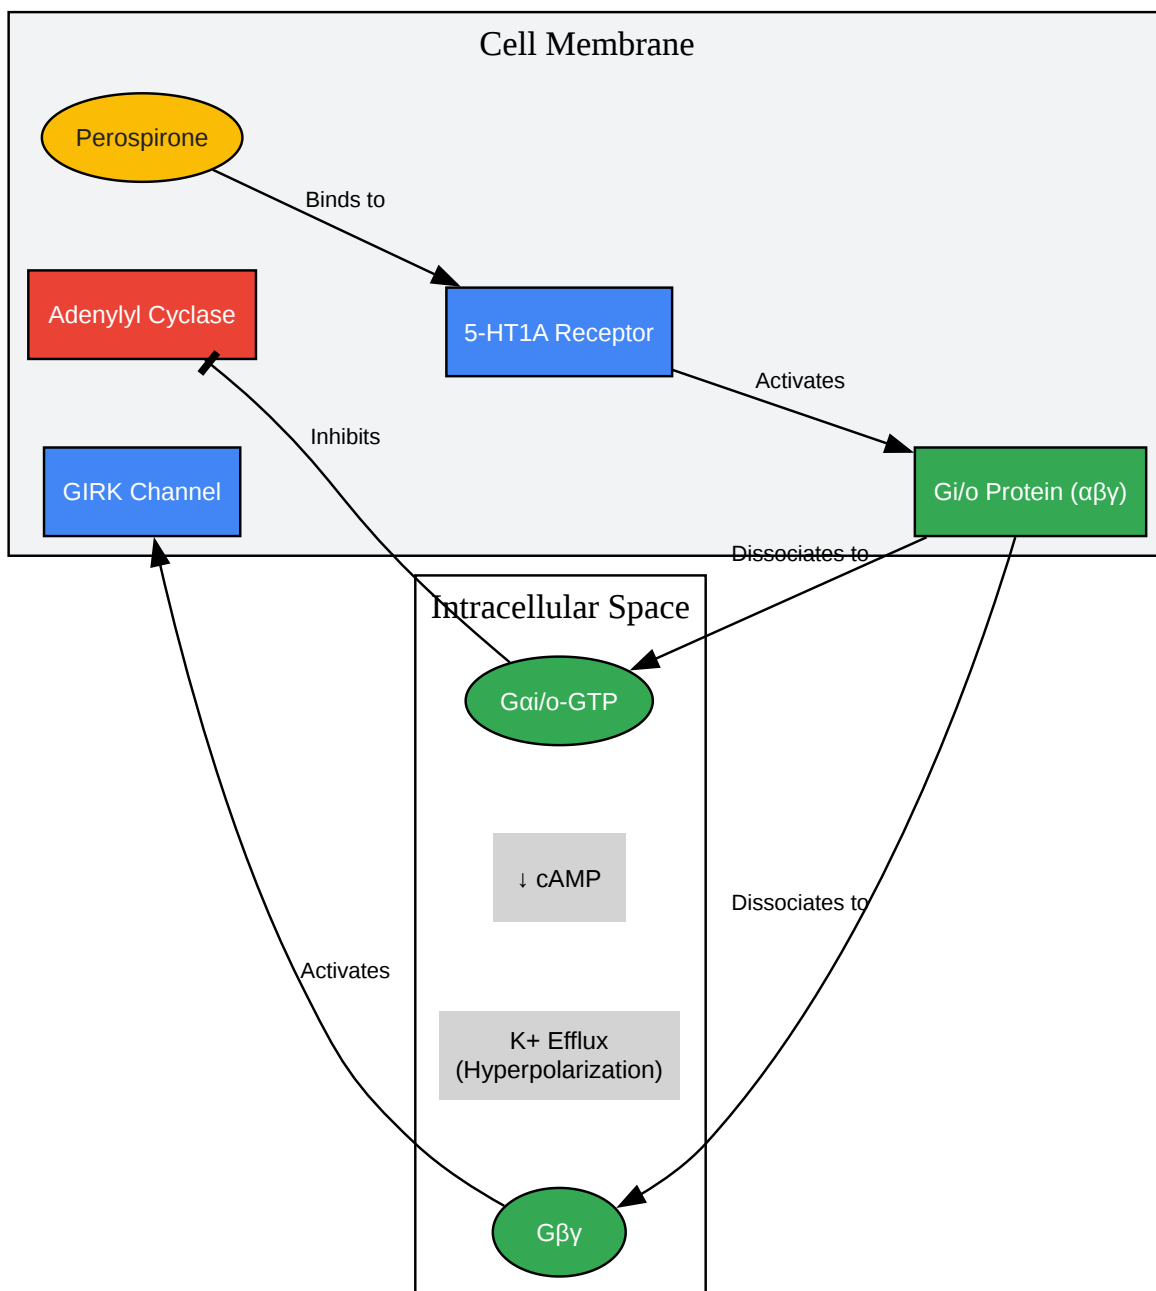 Cell Membrane
Perospirone
Binds to
Adenylyl Cyclase
5-HT1A Receptor
Activates
Inhibits
GIRK Channel
Gi/o Protein (αβγ)
Dissociates to
Intracellular Space
Gαi/o-GTP
↓ cAMP
Dissociates to
Activates
K+ Efflux
(Hyperpolarization)
Gβγ